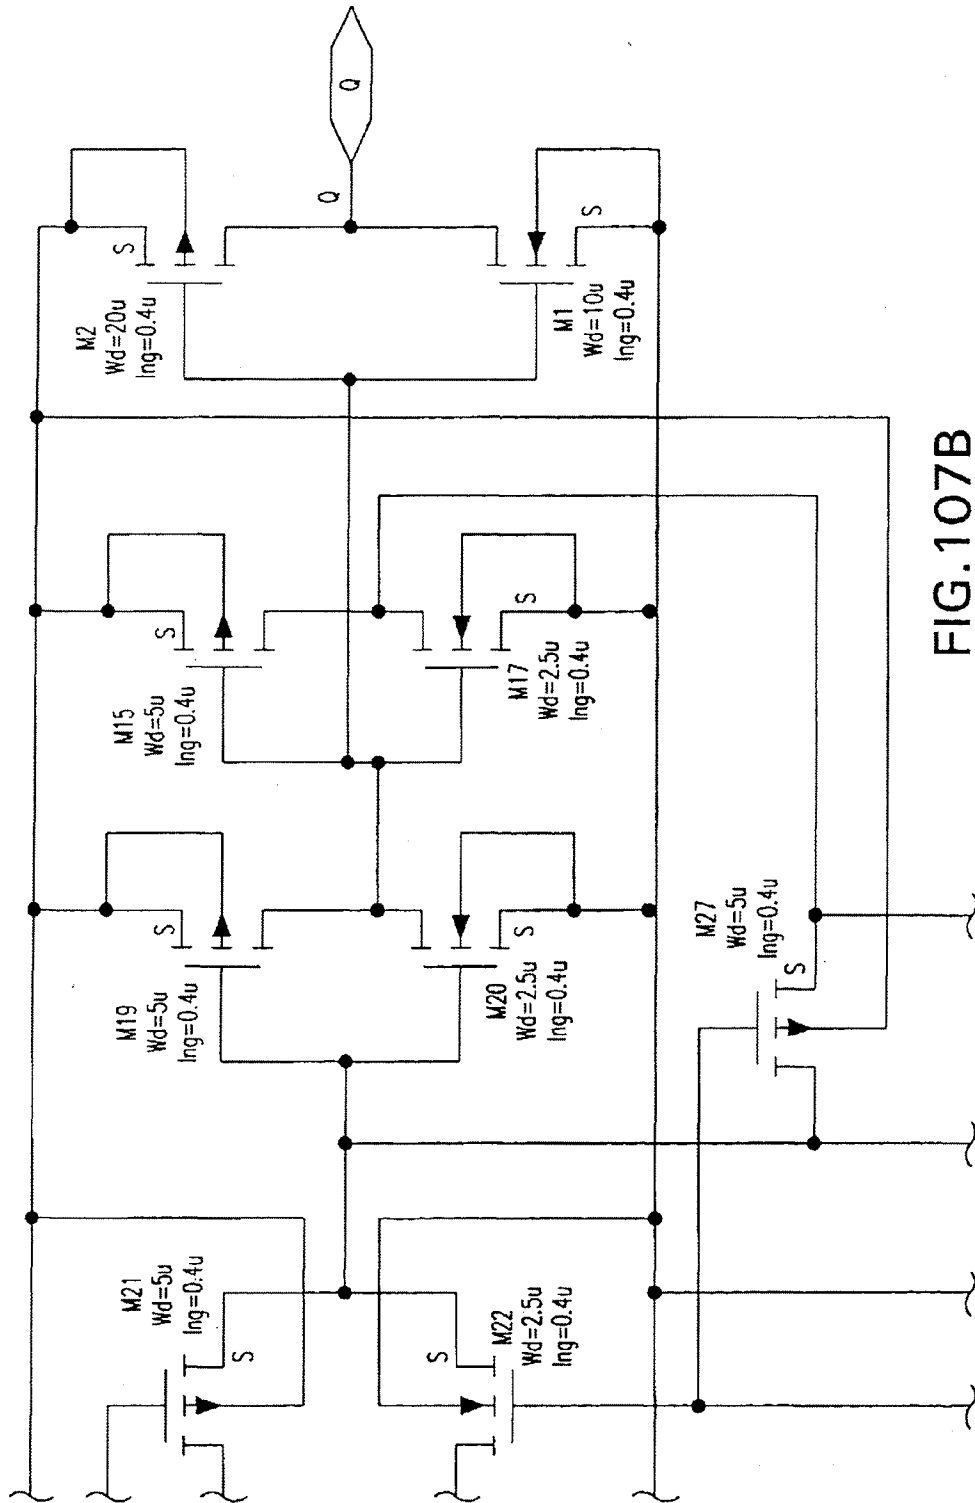 M21
Wd=5u
lng=0.4u
S
M19
Wd=5u
lng=0.4u
S
M15
Wd=5u
lng=0.4u
S
M2
Wd=20u
lng=0.4u
S
Q
Q
S
M22
Wd=2.5u
lng=0.4u
M20
Wd=2.5u
lng=0.4u
S
M17
Wd=2.5u
lng=0.4u
S
M1
Wd=10u
lng=0.4u
S
M27
Wd=5u
lng=0.4u
S
FIG.107B